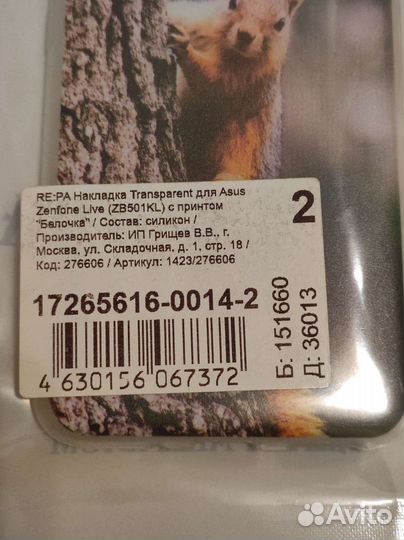 RE:PA Накладка Transparent для Asus
Zenfone Live (ZB501KL) с принтом
"Белочка" / Состав: силикон /
Производитель: ИП Грищев В.В., г.
Москва, ул. Складочная, д. 1, стр. 18 /
Код: 276606 / Артикул: 1423/276606
2
17265616-0014-2
4 630156 067372
Б: 151660
Д: 36013
Avito